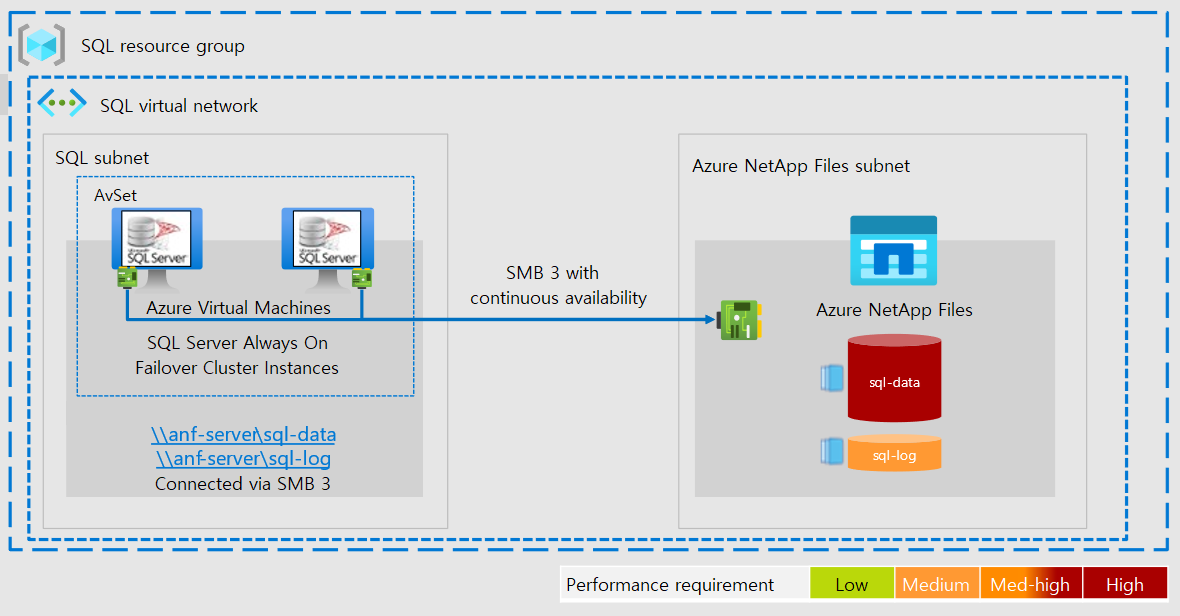 SQL resource group
SQL virtual network
SQL subnet
AvSet
SQL Server
SQL Server
Azure Virtual Machines
SQL Server Always On
Failover Cluster Instances
\\anf-server\sql-data
\\anf-server\sql-log
Connected via SMB 3
SMB 3 with
continuous availability
Azure NetApp Files subnet
Azure NetApp Files
sql-data
sql-log
Performance requirement
Low
Medium
Med-high
High